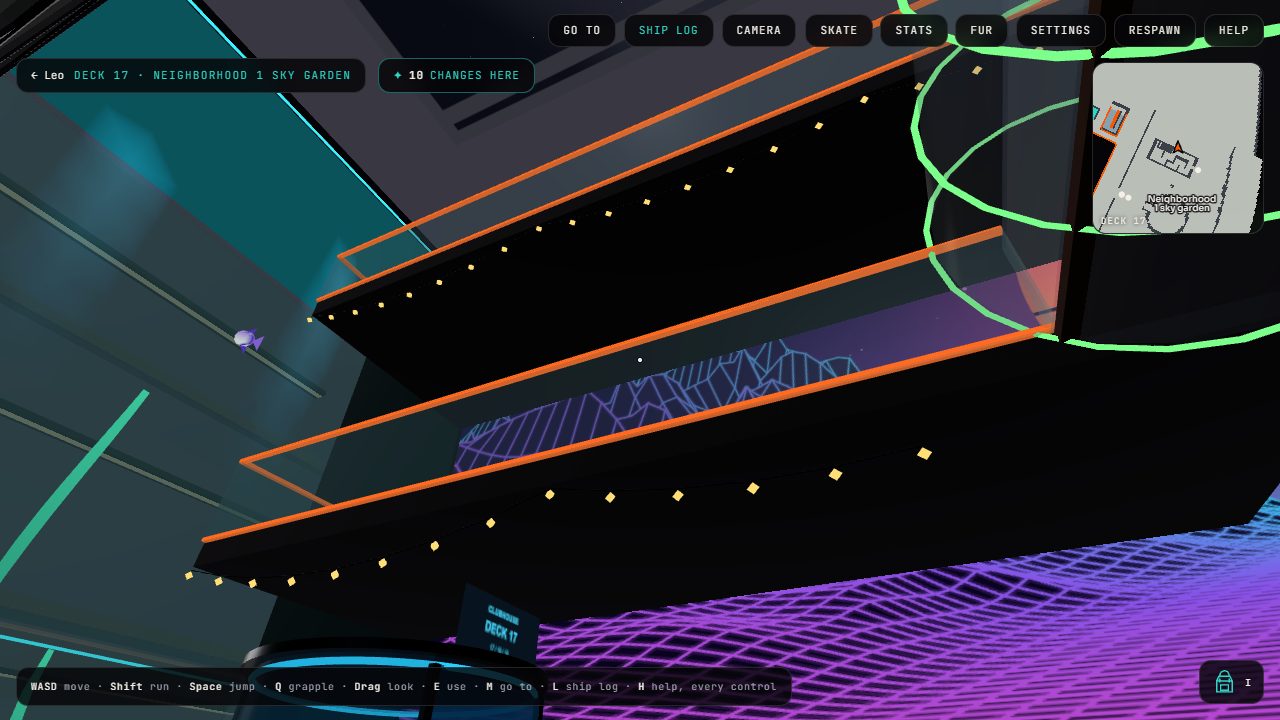 GO TO
SHIP LOG
CAMERA
SKATE
STATS
FUR
SETTINGS
RESPAWN
HELP
← Leo DECK 17 · NEIGHBORHOOD 1 SKY GARDEN
✦ 10 CHANGES HERE
Neighborhood
1 sky garden
DECK 17
CLUBHOUSE
DECK 17
WASD move · Shift run · Space jump · Q grapple · Drag look · E use · M go to · L ship log · H help, every control
I